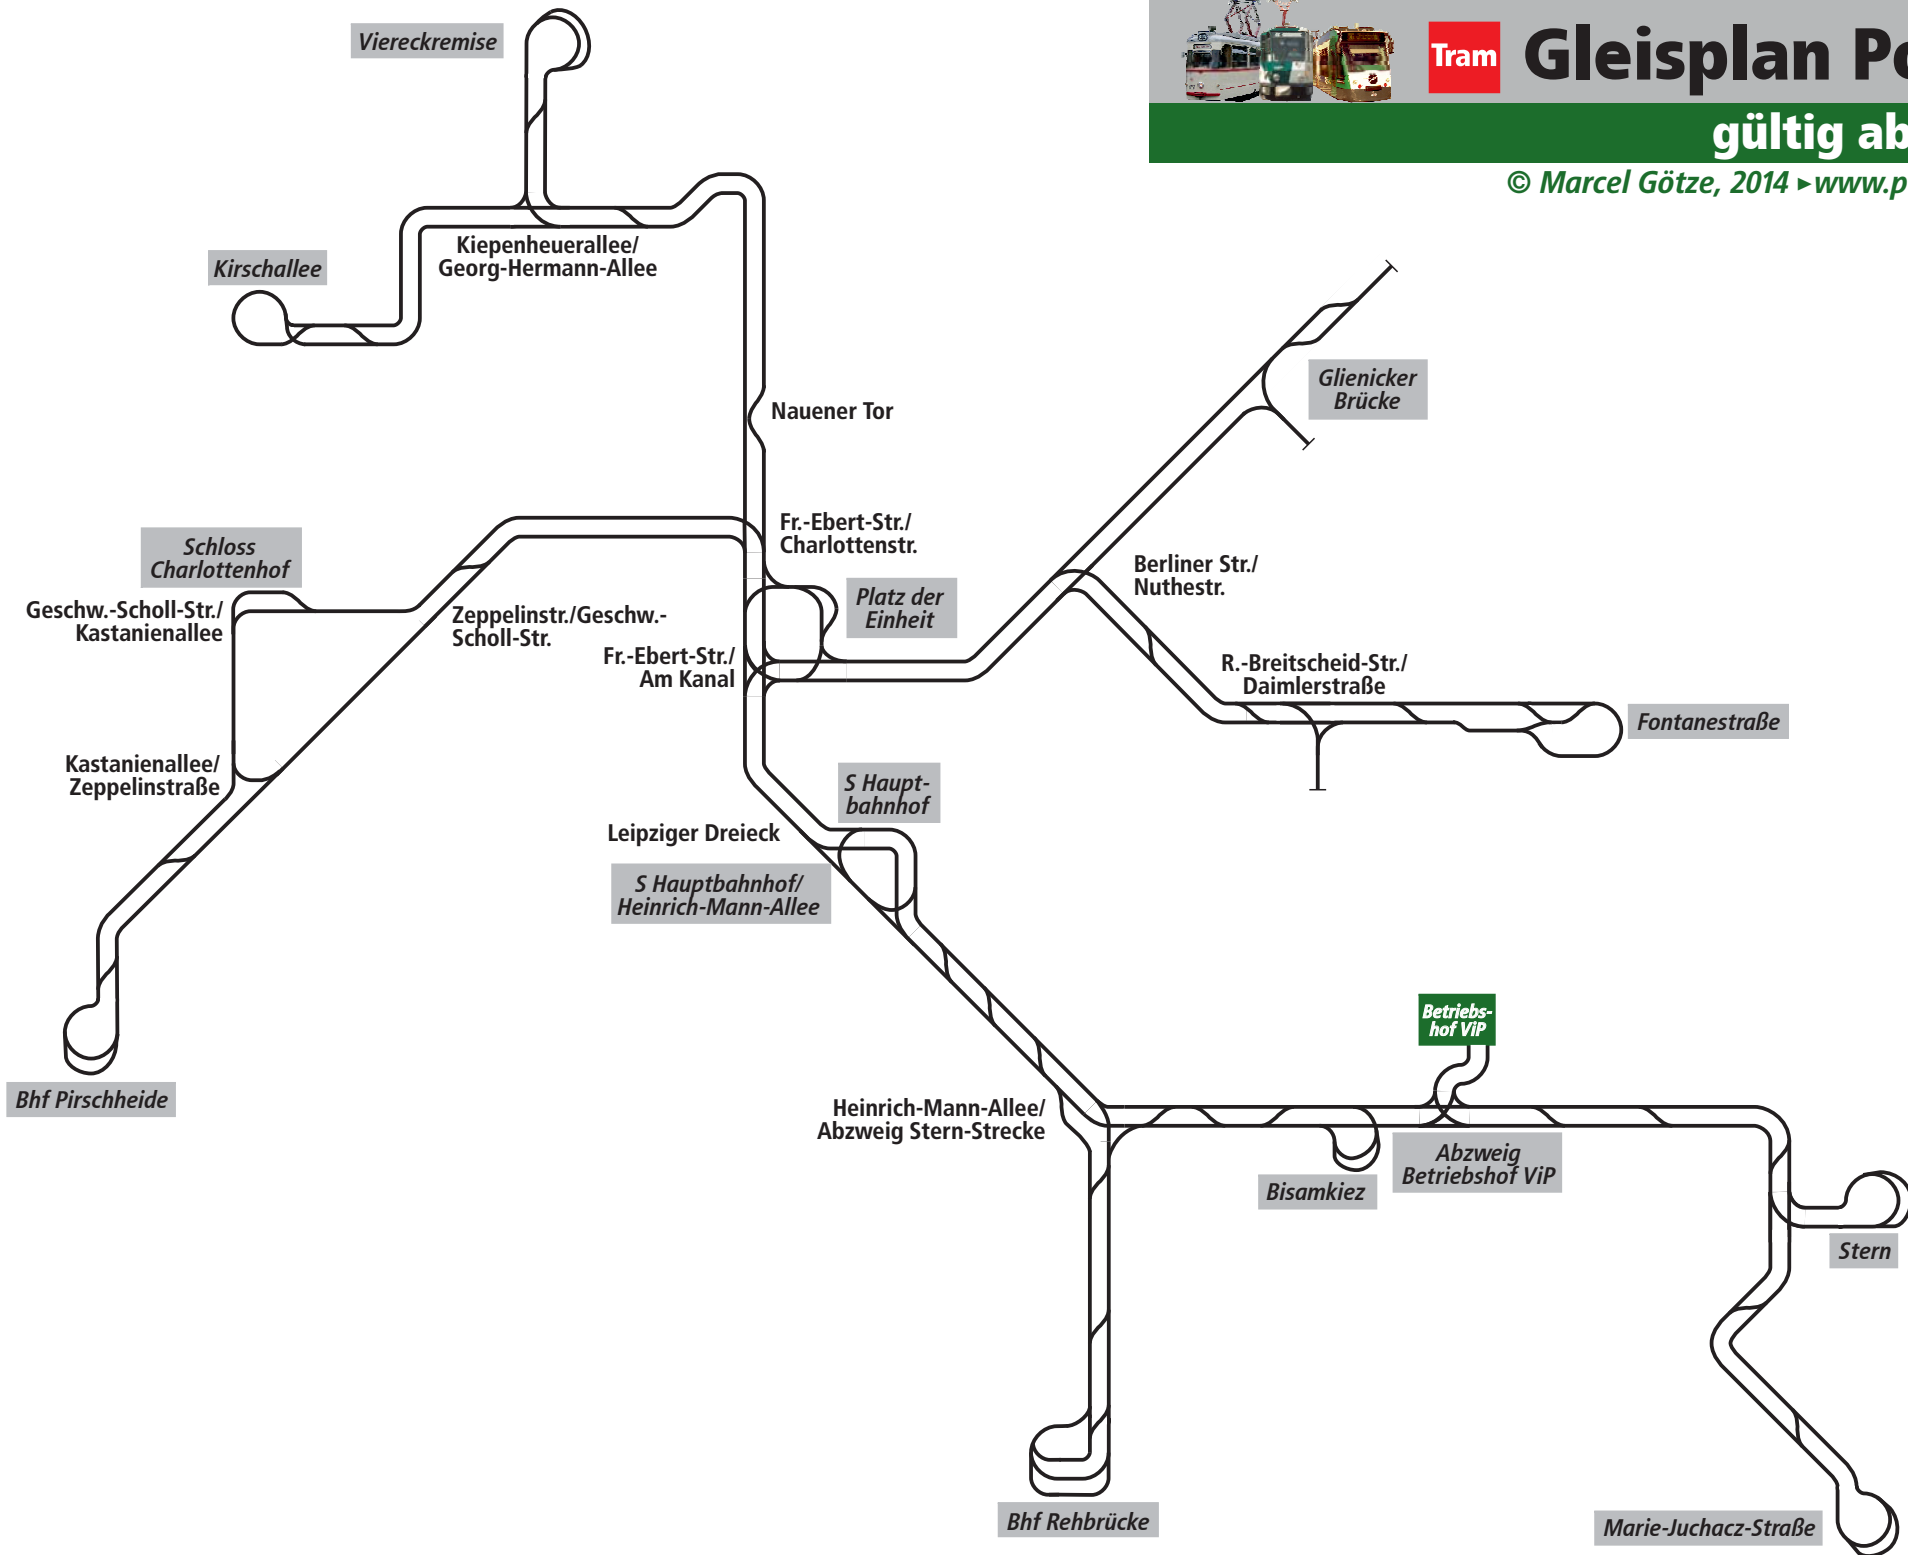 Viereckremise
Tram
Gleisplan Po
gültig ab
© Marcel Götze, 2014 ▸www.p
Kiepenheuerallee/
Georg-Hermann-Allee
Kirschallee
Glienicker
Brücke
Nauener Tor
Fr.-Ebert-Str./
Charlottenstr.
Schloss
Charlottenhof
Berliner Str./
Nuthestr.
Platz der
Einheit
Geschw.-Scholl-Str./
Kastanienallee
Zeppelinstr./Geschw.-
Scholl-Str.
Fr.-Ebert-Str./
Am Kanal
R.-Breitscheid-Str./
Daimlerstraße
Fontanestraße
Kastanienallee/
Zeppelinstraße
S Haupt-
bahnhof
Leipziger Dreieck
S Hauptbahnhof/
Heinrich-Mann-Allee
Betriebs-
hof ViP
Bhf Pirschheide
Heinrich-Mann-Allee/
Abzweig Stern-Strecke
Abzweig
Betriebshof ViP
Bisamkiez
Stern
Bhf Rehbrücke
Marie-Juchacz-Straße